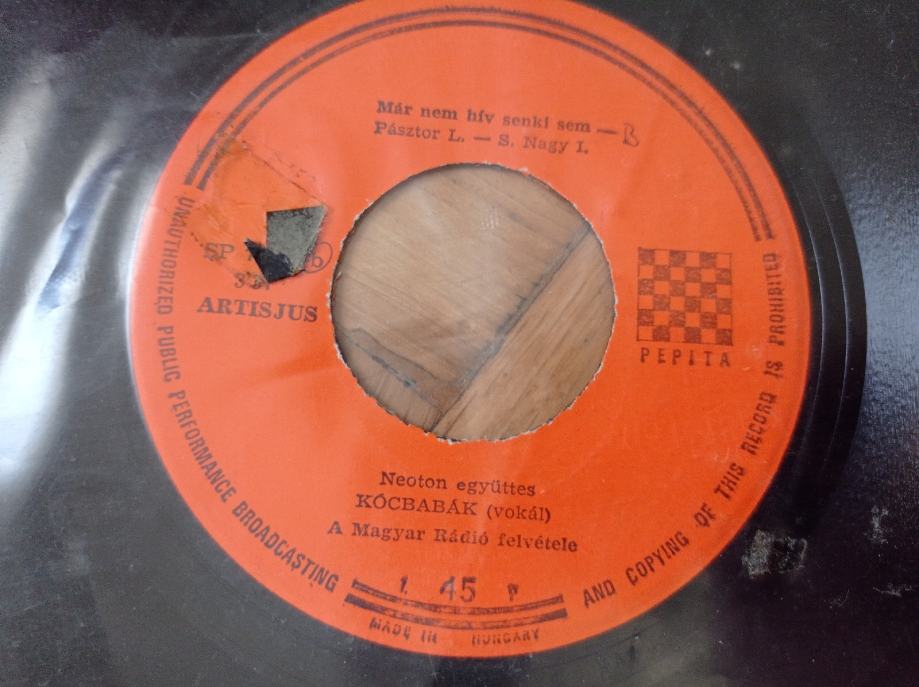 Már nem hív senki sem — B
Pásztor L. — S. Nagy I.
SP
b
ARTISJUS
PEPITA
Neoton együttes
KÓCBABÁK (vokál)
A Magyar Rádió felvétele
45
UNAUTHORIZED PUBLIC PERFORMANCE BROADCASTING AND COPYING OF THIS RECORD IS PROHIBITED
MADE IN HUNGARY